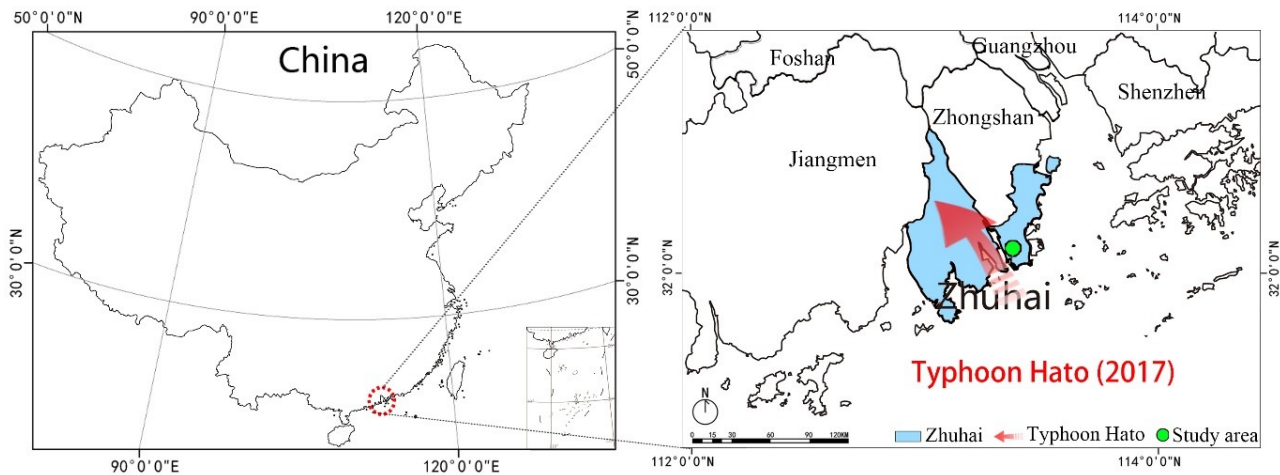 50°0'0"N
90°0'0"E
120°0'0"E
China
50°0'0"N
30°0'0"N
30°0'0"N
90°0'0"E
120°0'0"E
112°0'0"N
114°0'0"N
Foshan
Guangzhou
Shenzhen
Zhongshan
Jiangmen
32°0'0"N
32°0'0"N
Zhuhai
Typhoon Hato (2017)
N
0 15 30 60 90 120KM
Zhuhai
Typhoon Hato
Study area
112°0'0"N
114°0'0"N